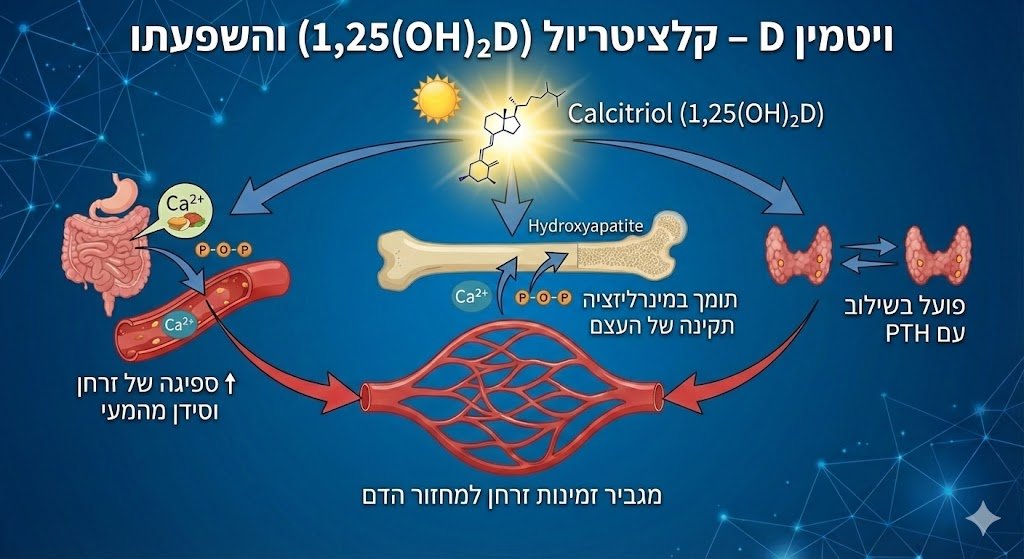 ויטמין D – קלציטריול (1,25(OH)₂D) והשפעתו
Calcitriol (1,25(OH)₂D)
Ca²⁺
P-O-P
Ca²⁺
↑ ספיגה של זרחן
וסידן מהמעי
Hydroxyapatite
Ca²⁺
P-O-P
תומך במינרליזציה
תקינה של העצם
פועל בשילוב
עם PTH
מגביר זמינות זרחן למחזור הדם